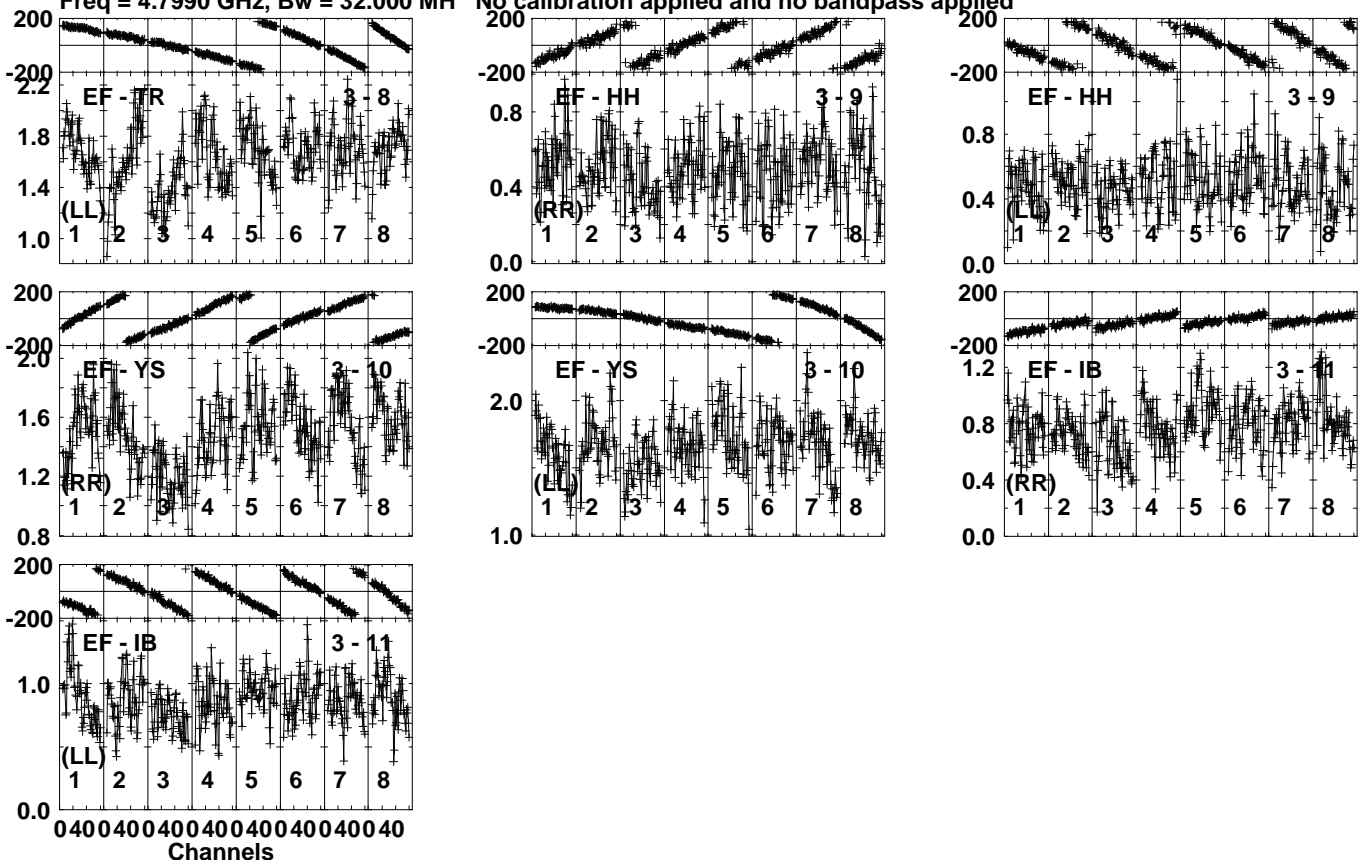 Freq = 4.7990 GHz, Bw = 32.000 MH No calibration applied and no bandpass applied
200
-200
2.2
1.8
1.4
1.0
EF - TR 3 - 8
(LL)
1 2 3 4 5 6 7 8
200
-200
0.8
0.4
0.0
EF - HH 3 - 9
(RR)
1 2 3 4 5 6 7 8
200
-200
0.8
0.4
0.0
EF - HH 3 - 9
(LL)
1 2 3 4 5 6 7 8
200
-200
2.0
1.6
1.2
0.8
EF - YS 3 - 10
(RR)
1 2 3 4 5 6 7 8
200
-200
2.0
1.0
EF - YS 3 - 10
(LL)
1 2 3 4 5 6 7 8
200
-200
1.2
0.8
0.4
0.0
EF - IB 3 - 11
(RR)
1 2 3 4 5 6 7 8
200
-200
1.0
0.0
EF - IB 3 - 11
(LL)
1 2 3 4 5 6 7 8
0 40 0 40 0 40 0 40 0 40 0 40 0 40 0 40
Channels